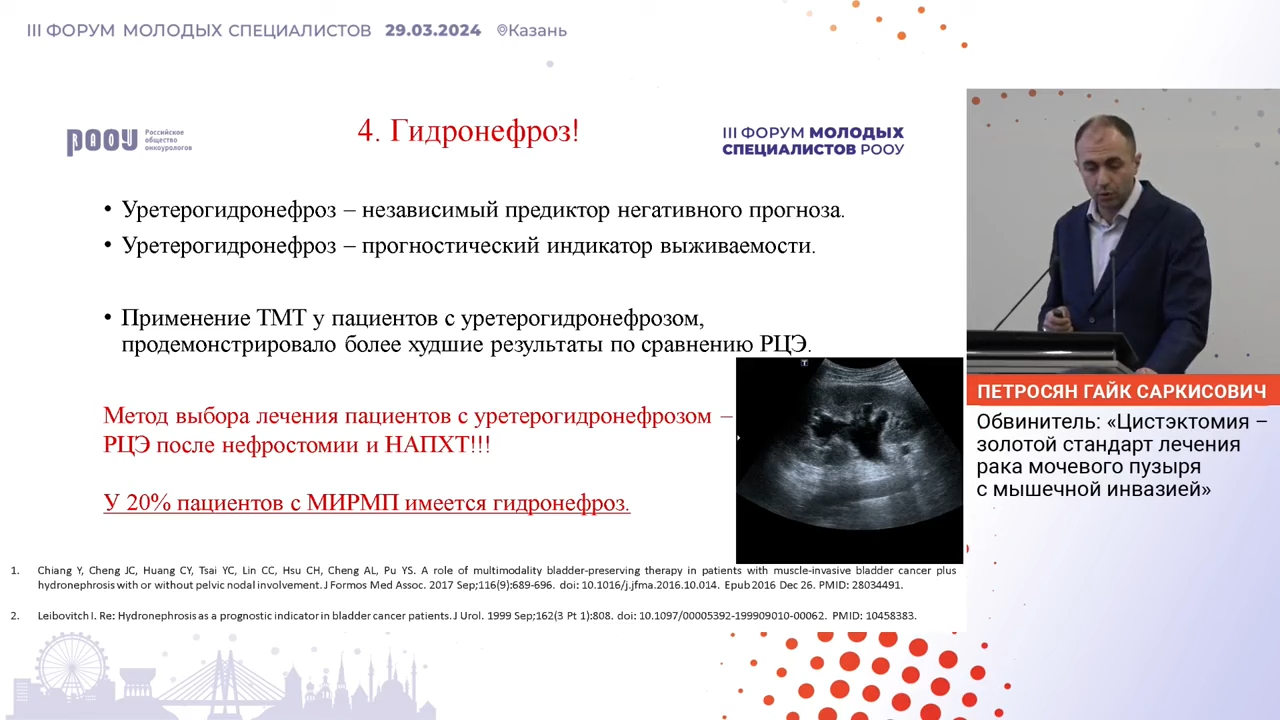 III ФОРУМ МОЛОДЫХ СПЕЦИАЛИСТОВ 29.03.2024 Казань
РООУ
Российское
общество
онкоурологов
4. Гидронефроз!
III ФОРУМ МОЛОДЫХ
СПЕЦИАЛИСТОВ РООУ
• Уретерогидронефроз – независимый предиктор негативного прогноза.
• Уретерогидронефроз – прогностический индикатор выживаемости.
• Применение ТМТ у пациентов с уретерогидронефрозом,
продемонстрировало более худшие результаты по сравнению РЦЭ.
Метод выбора лечения пациентов с уретерогидронефрозом –
РЦЭ после нефростомии и НАПХТ!!!
У 20% пациентов с МИРМП имеется гидронефроз.
T
1. Chiang Y, Cheng JC, Huang CY, Tsai YC, Lin CC, Hsu CH, Cheng AL, Pu YS. A role of multimodality bladder-preserving therapy in patients with muscle-invasive bladder cancer plus
hydronephrosis with or without pelvic nodal involvement. J Formos Med Assoc. 2017 Sep;116(9):689-696. doi: 10.1016/j.jfma.2016.10.014. Epub 2016 Dec 26. PMID: 28034491.
2. Leibovitch I. Re: Hydronephrosis as a prognostic indicator in bladder cancer patients. J Urol. 1999 Sep;162(3 Pt 1):808. doi: 10.1097/00005392-199909010-00062. PMID: 10458383.
ПЕТРОСЯН ГАЙК САРКИСОВИЧ
Обвинитель: «Цистэктомия –
золотой стандарт лечения
рака мочевого пузыря
с мышечной инвазией»